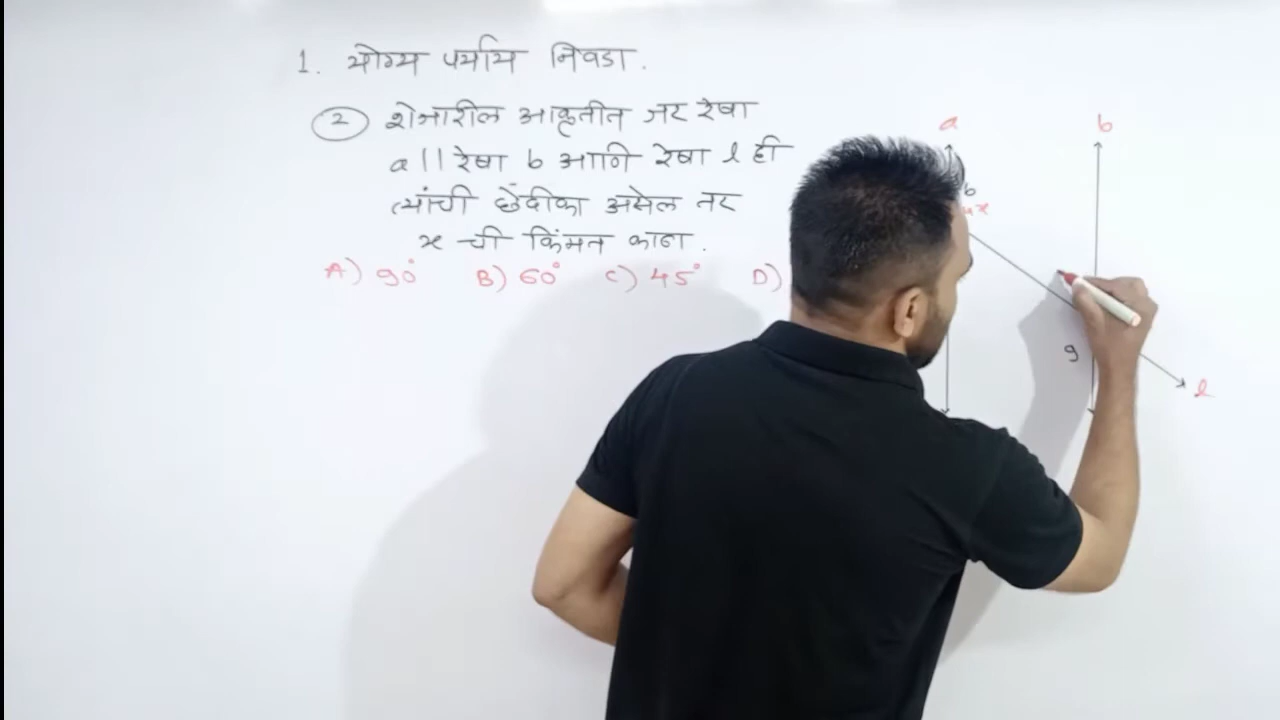 1. योग्य पर्याय निवडा.
2 शेजारील आकृतीत जर रेषा
a || रेषा b आणि रेषा l ही
त्यांची छेदीका असेल तर
x ची किंमत काढा.
A) 90° B) 60° C) 45° D)
a b
b
x
g
l